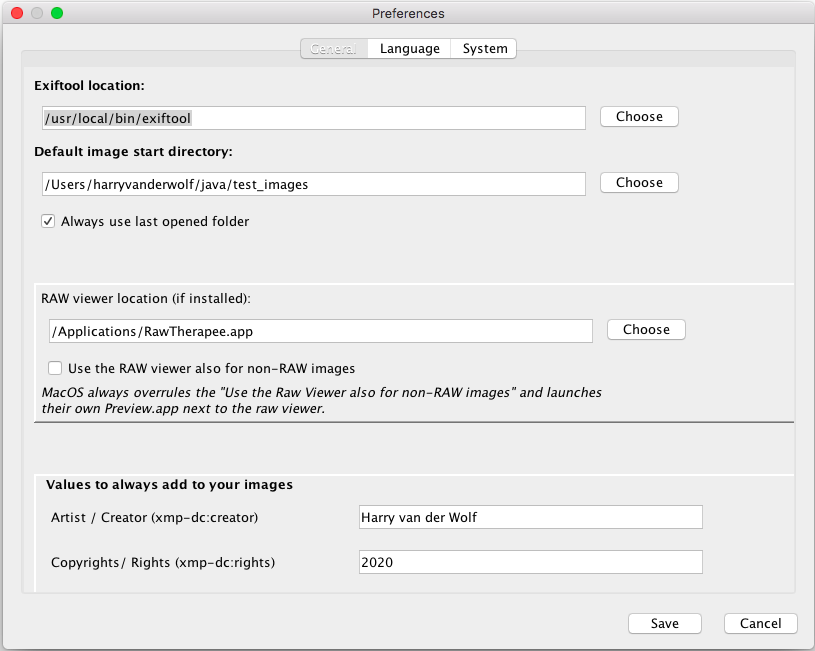 Preferences
General Language System
Exiftool location:
/usr/local/bin/exiftool Choose
Default image start directory:
/Users/harryvanderwolf/java/test_images Choose
Always use last opened folder
RAW viewer location (if installed):
/Applications/RawTherapee.app Choose
Use the RAW viewer also for non-RAW images
MacOS always overrules the "Use the Raw Viewer also for non-RAW images" and launches
their own Preview.app next to the raw viewer.
Values to always add to your images
Artist / Creator (xmp-dc:creator) Harry van der Wolf
Copyrights/ Rights (xmp-dc:rights) 2020
Save Cancel